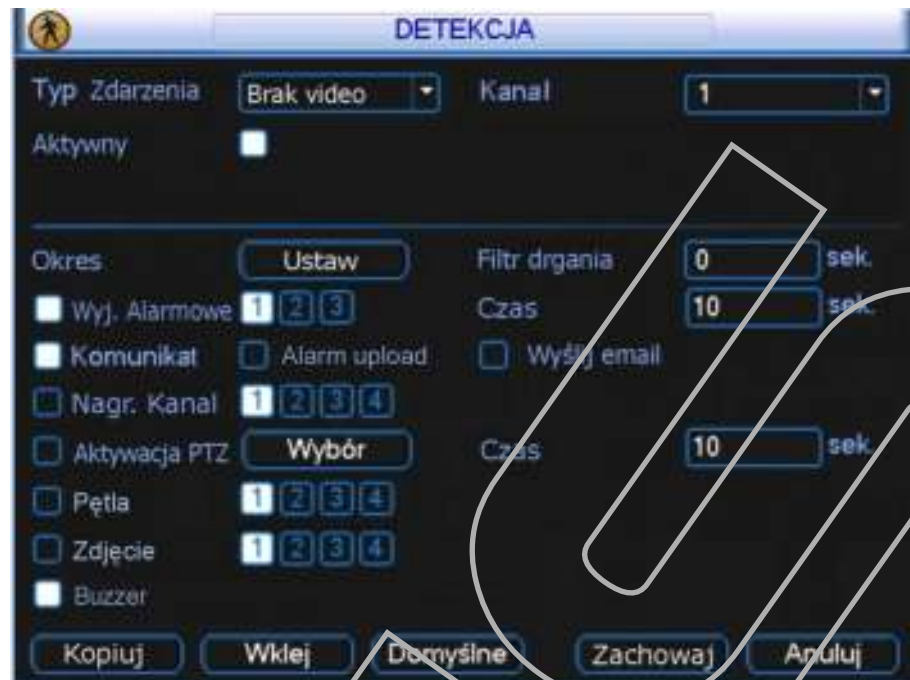 DETEKCJA
Typ Zdarzenia Brak video Kanał 1
Aktywny
Okres Ustaw Filtr drgania 0 sek.
Wyj. Alarmowe 1 2 3 Czas 10 sek.
Komunikat Alarm upload Wyślij email
Nagr. Kanał 1 2 3 4
Aktywacja PTZ Wybór Czas 10 sek.
Pętla 1 2 3 4
Zdjęcie 1 2 3 4
Buzzer
Kopiuj Wklej Domyślne Zachowaj Anuluj